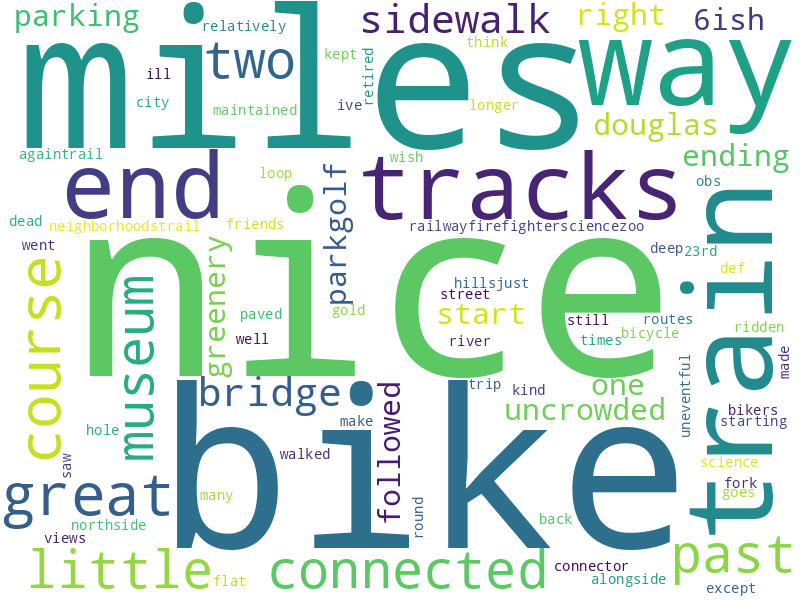 parking
miles
relatively
two
sidewalk
right
6ish
way
kept
retired
think
ill
city
maintained
ive
longer
douglas
againtrail
end
loop
parkgolf
wish
tracks
ending
obs
train
dead
neighborhoodstrail
friends
railwayfirefightersciencezoo
went
nice
greenery
deep
23rd
def
course
museum
hillsjust
street
paved
gold
start
well
river
still
routes
times
bicycle
ridden
made
uneventful
great
bridge
bike
trip
kind
one
uncrowded
followed
make
hole
walked
saw
bikers
starting
science
fork
goes
many
northside
views
round
back
past
little
flat
connected
connector
alongside
except